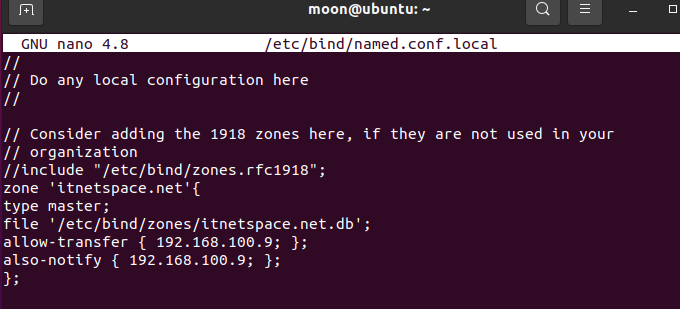 moon@ubuntu: ~
GNU nano 4.8 /etc/bind/named.conf.local
//
// Do any local configuration here
//
// Consider adding the 1918 zones here, if they are not used in your
// organization
//include "/etc/bind/zones.rfc1918";
zone 'itnetspace.net'{
type master;
file '/etc/bind/zones/itnetspace.net.db';
allow-transfer { 192.168.100.9; };
also-notify { 192.168.100.9; };
};